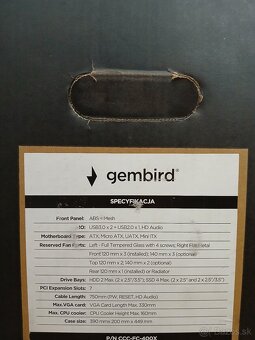 gembird
SPECYFIKACJA
Front Panel: ABS + Mesh
I/O: USB3.0 x 2 + USB2.0 x 1, HD Audio
Motherboard Type: ATX, Micro ATX, UATX, Mini ITX
Reserved Fan Ports: Left - Full Tempered Glass with 4 screws; Right Flat Metal
Front 120 mm x 3 (installed); 140 mm x 3 (optional)
Top 120 mm x 2; 140 mm x 2 (optional)
Rear 120 mm x 1 (installed) or Radiator
Drive Bays: HDD 2 Max. (2 x 2.5"/3.5"); SSD 4 Max. (2 x 2.5" and 2 x 2.5"/3.5")
PCI Expansion Slots: 7
Cable Length: 750mm (PW, RESET, HD Audio)
Max. VGA card: VGA Card Length Max. 330mm
Max. CPU cooler: CPU Cooler Height Max. 160mm
Case size: 390 mm x 200 mm x 449 mm
P/N CCC-FC-400X
bazos.sk